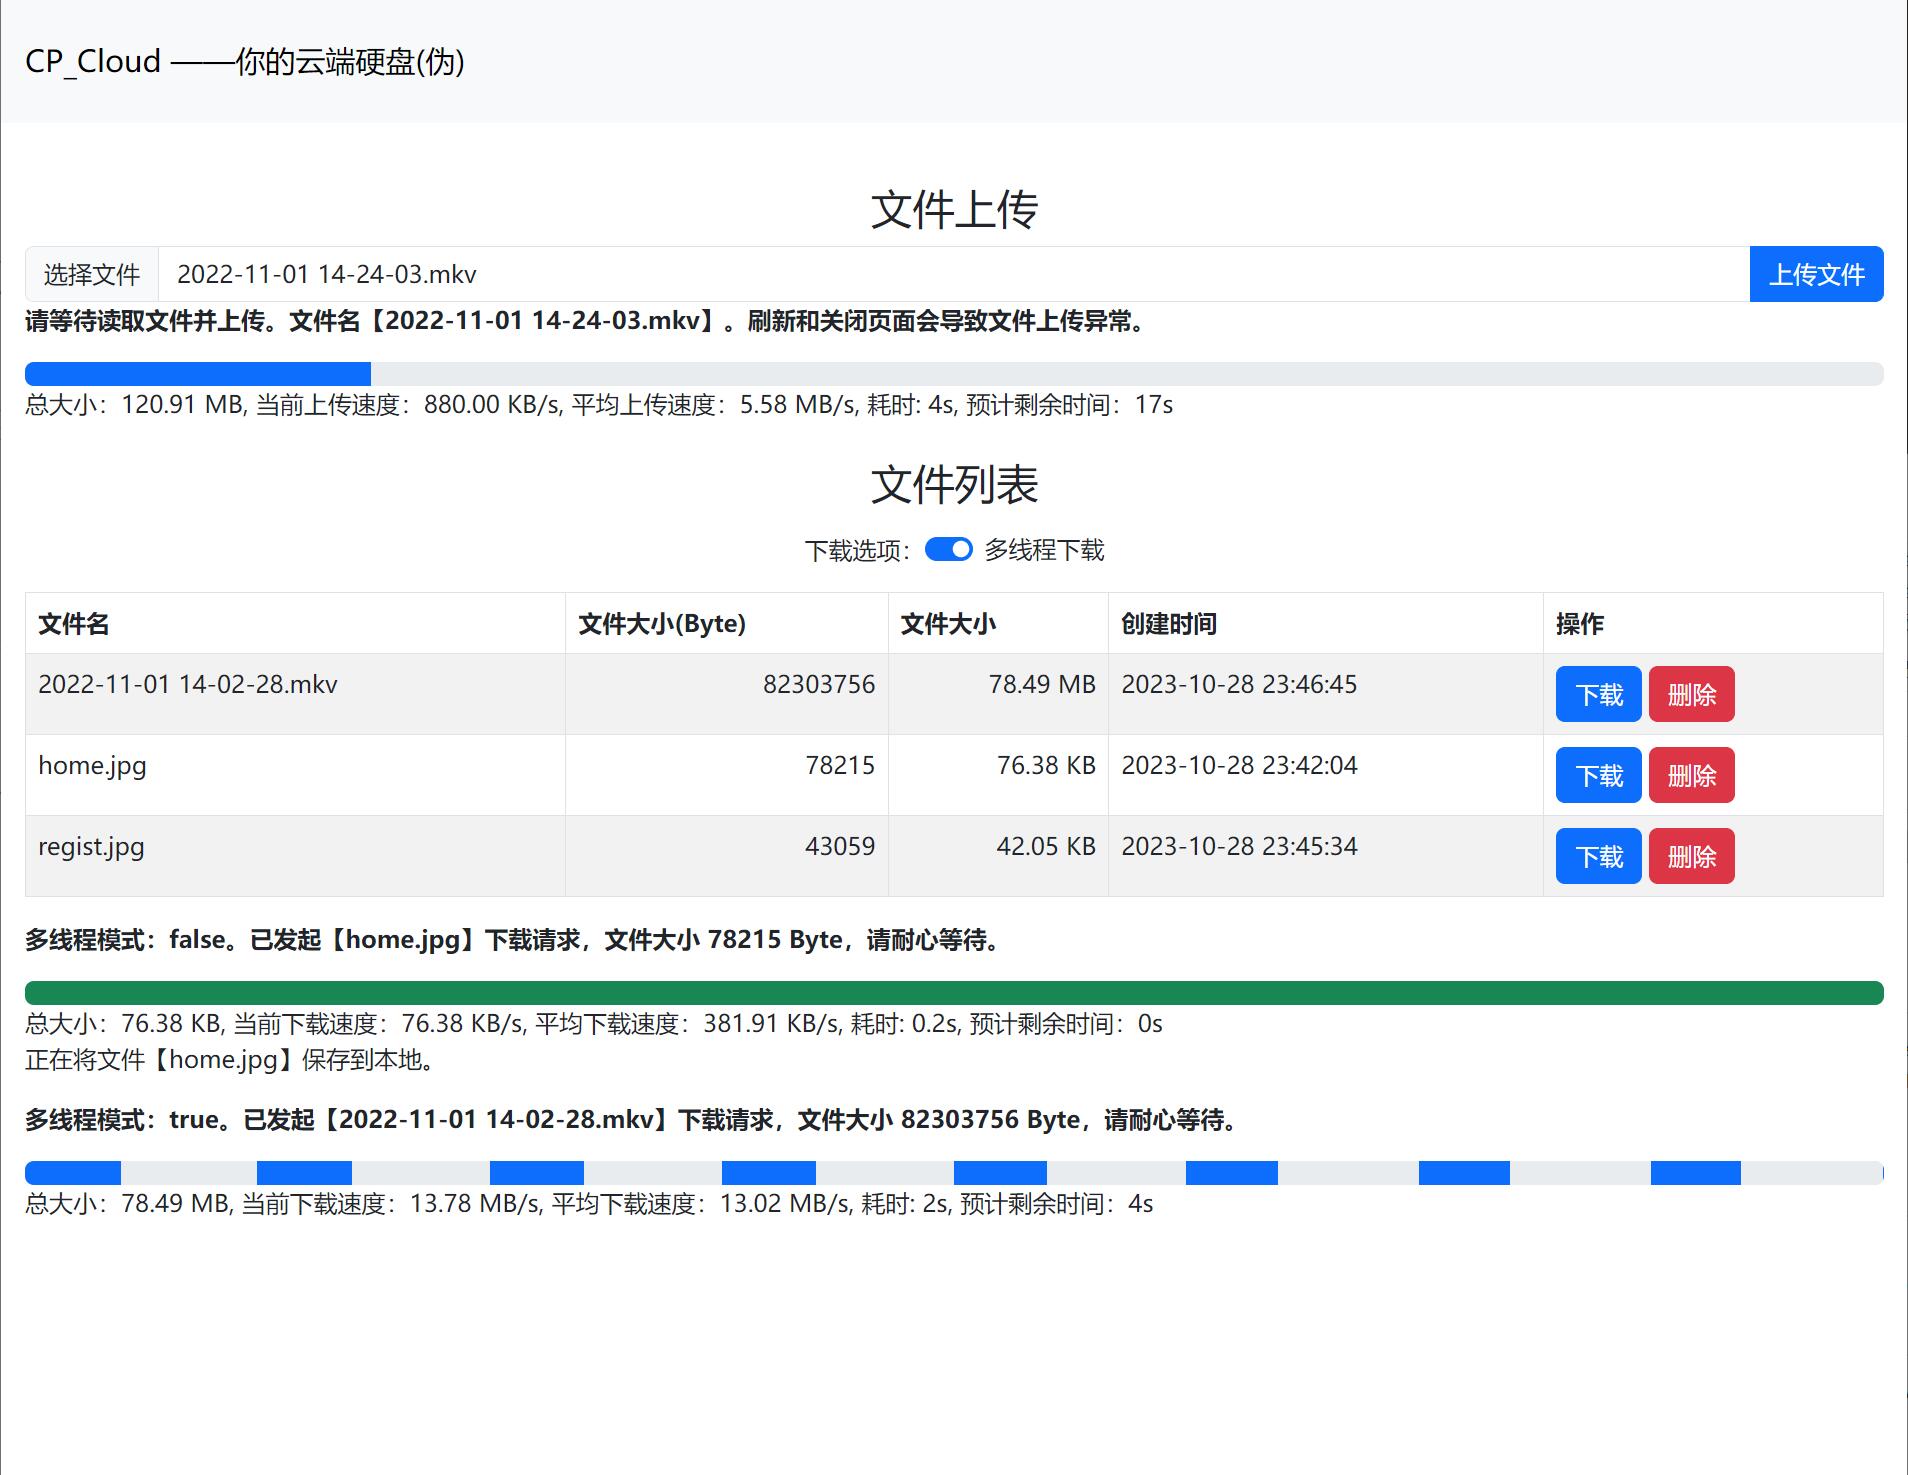 CP_Cloud ——你的云端硬盘(伪)
文件上传
选择文件 2022-11-01 14-24-03.mkv 上传文件
请等待读取文件并上传。文件名【2022-11-01 14-24-03.mkv】。刷新和关闭页面会导致文件上传异常。
总大小：120.91 MB, 当前上传速度：880.00 KB/s, 平均上传速度：5.58 MB/s, 耗时: 4s, 预计剩余时间：17s
文件列表
下载选项： 多线程下载
文件名 文件大小(Byte) 文件大小 创建时间 操作
2022-11-01 14-02-28.mkv 82303756 78.49 MB 2023-10-28 23:46:45 下载 删除
home.jpg 78215 76.38 KB 2023-10-28 23:42:04 下载 删除
regist.jpg 43059 42.05 KB 2023-10-28 23:45:34 下载 删除
多线程模式：false。已发起【home.jpg】下载请求，文件大小 78215 Byte，请耐心等待。
总大小：76.38 KB, 当前下载速度：76.38 KB/s, 平均下载速度：381.91 KB/s, 耗时: 0.2s, 预计剩余时间：0s
正在将文件【home.jpg】保存到本地。
多线程模式：true。已发起【2022-11-01 14-02-28.mkv】下载请求，文件大小 82303756 Byte，请耐心等待。
总大小：78.49 MB, 当前下载速度：13.78 MB/s, 平均下载速度：13.02 MB/s, 耗时: 2s, 预计剩余时间：4s